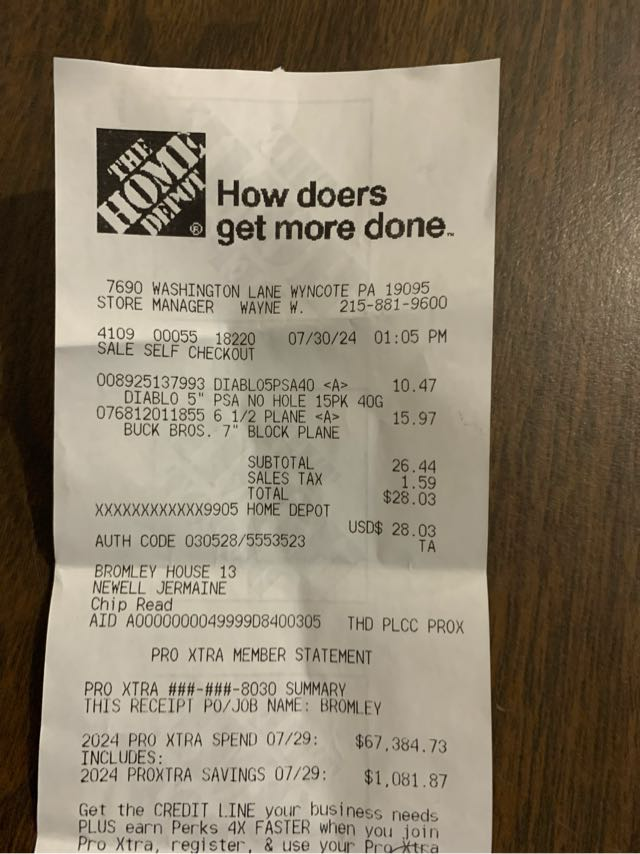 THE
HOME
DEPOT
®
How doers
get more done™
7690 WASHINGTON LANE WYNCOTE PA 19095
STORE MANAGER WAYNE W. 215-881-9600
4109 00055 18220 07/30/24 01:05 PM
SALE SELF CHECKOUT
008925137993 DIABLO5PSA40 <A> 10.47
DIABLO 5" PSA NO HOLE 15PK 40G
076812011855 6 1/2 PLANE <A> 15.97
BUCK BROS. 7" BLOCK PLANE
SUBTOTAL 26.44
SALES TAX 1.59
TOTAL $28.03
XXXXXXXXXXXX9905 HOME DEPOT
USD$ 28.03
AUTH CODE 030528/5553523 TA
BROMLEY HOUSE 13
NEWELL JERMAINE
Chip Read
AID A0000000049999D8400305 THD PLCC PROX
PRO XTRA MEMBER STATEMENT
PRO XTRA ###-###-8030 SUMMARY
THIS RECEIPT PO/JOB NAME: BROMLEY
2024 PRO XTRA SPEND 07/29: $67,384.73
INCLUDES:
2024 PROXTRA SAVINGS 07/29: $1,081.87
Get the CREDIT LINE your business needs
PLUS earn Perks 4X FASTER when you join
Pro Xtra, register, & use your Pro Xtra